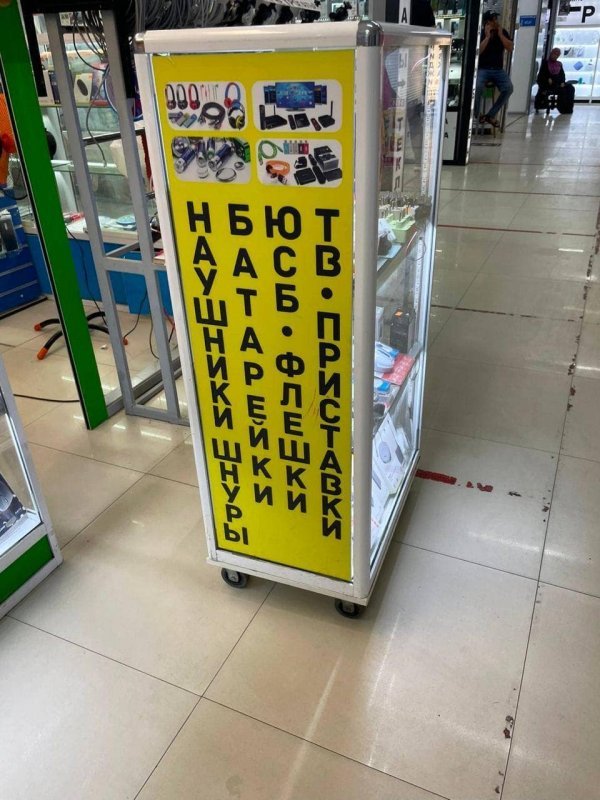 НАУШНИКИ ШНУРЫ
БАТАРЕЙКИ
ЮСБ • ФЛЕШКИ
ТВ • ПРИСТАВКИ
А
Р